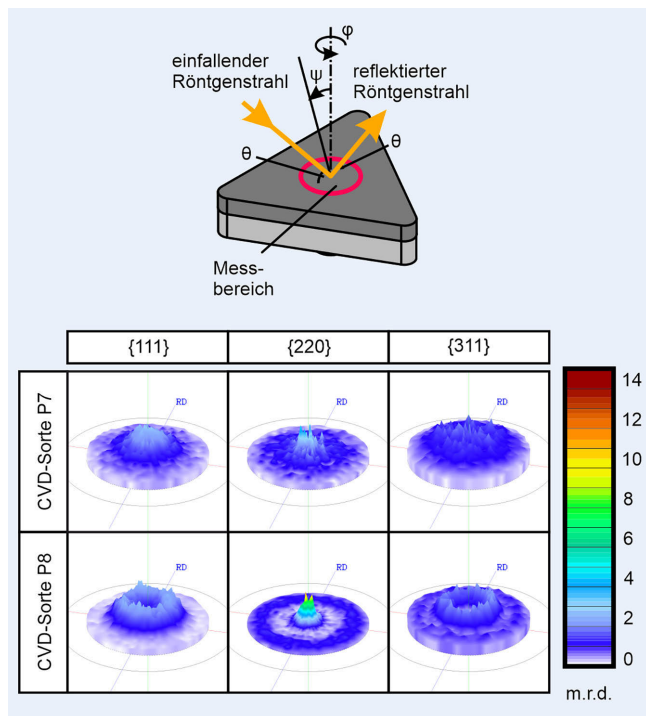 φ
einfallender
Röntgenstrahl
ψ
reflektierter
Röntgenstrahl
θ
θ
Mess-
bereich
{111}
{220}
{311}
CVD-Sorte P7
RD
RD
RD
CVD-Sorte P8
RD
RD
RD
14
12
10
8
6
4
2
0
m.r.d.